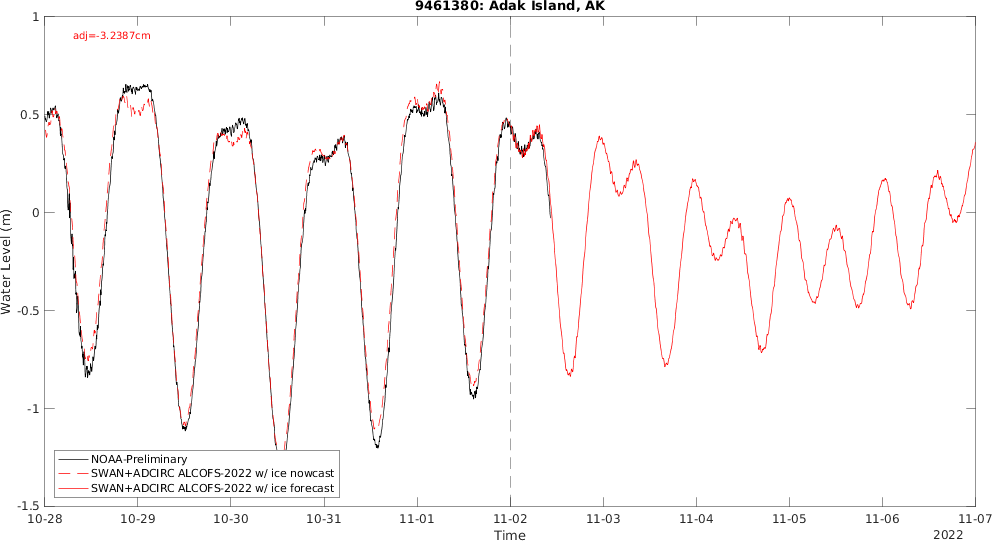 9461380: Adak Island, AK
adj=-3.2387cm
Water Level (m)
1
0.5
0
-0.5
-1
-1.5
NOAA-Preliminary
SWAN+ADCIRC ALCOFS-2022 w/ ice nowcast
SWAN+ADCIRC ALCOFS-2022 w/ ice forecast
10-28 10-29 10-30 10-31 11-01 11-02 11-03 11-04 11-05 11-06 11-07
Time
2022